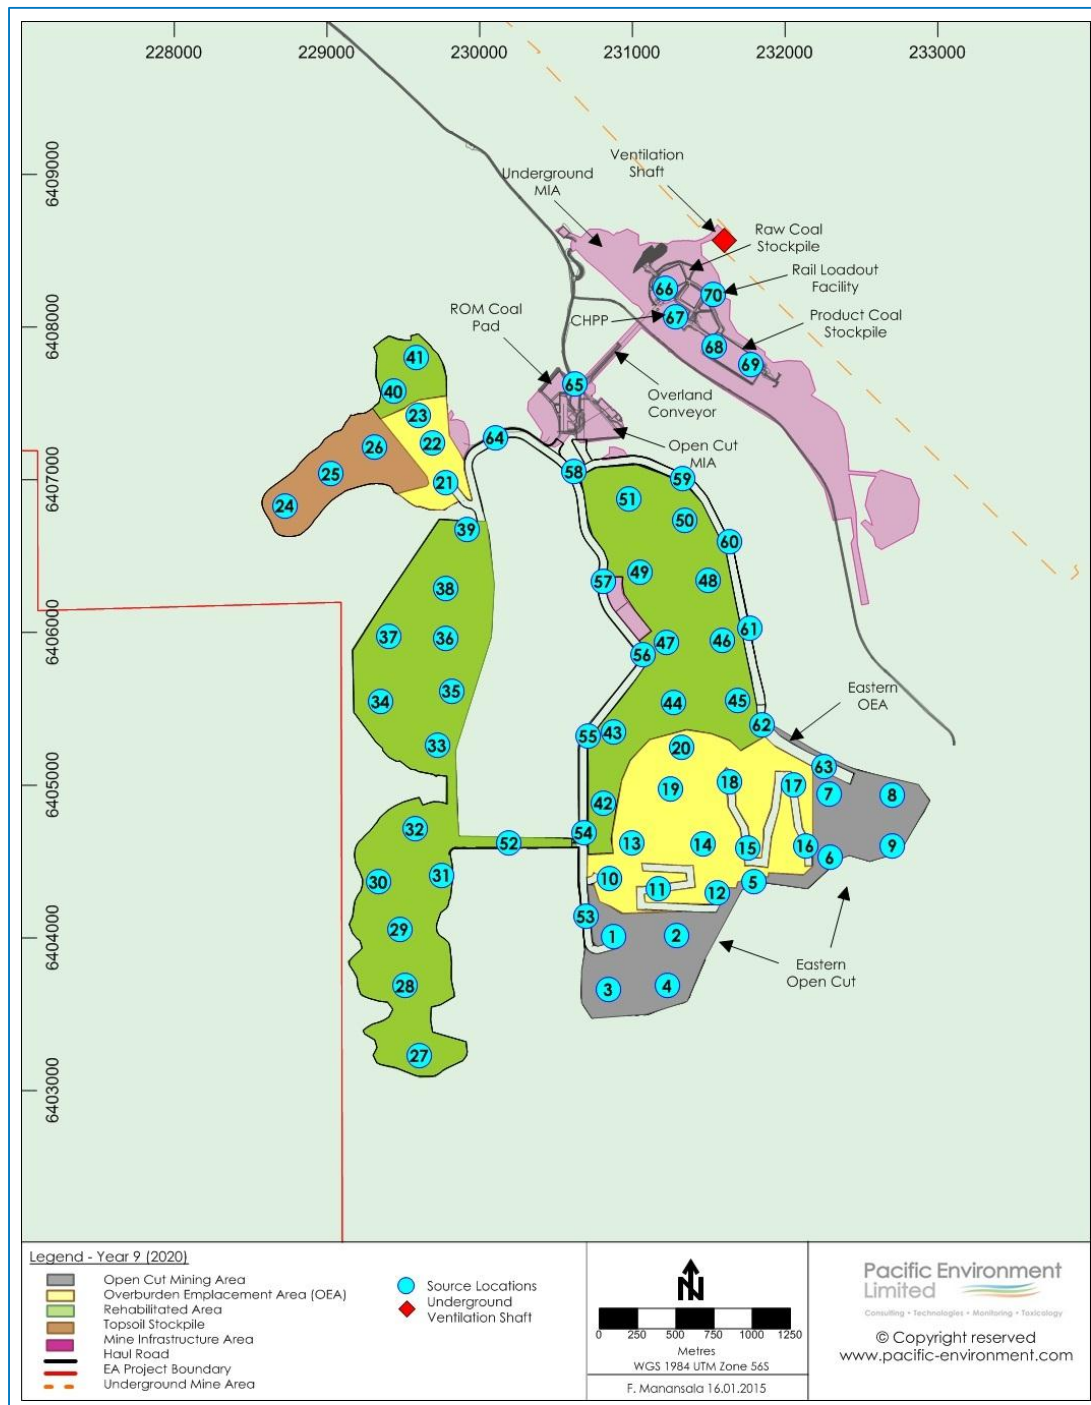 228000
229000
230000
231000
232000
233000
6409000
6408000
6407000
6406000
6405000
6404000
6403000
Ventilation
Shaft
Underground
MIA
Raw Coal
Stockpile
Rail Loadout
Facility
66
70
ROM Coal
Pad
CHPP
67
Product Coal
Stockpile
68
69
41
40
65
Overland
Conveyor
23
22
26
64
Open Cut
MIA
25
21
58
59
24
51
50
39
60
49
48
57
38
37
36
47
46
61
56
35
34
44
45
Eastern
OEA
33
55
43
62
20
63
19
18
17
7
8
42
32
54
52
13
14
15
16
9
6
31
30
10
11
12
5
29
53
1
2
Eastern
Open Cut
28
3
4
27
Legend - Year 9 (2020)
Open Cut Mining Area
Overburden Emplacement Area (OEA)
Rehabilitated Area
Topsoil Stockpile
Mine Infrastructure Area
Haul Road
EA Project Boundary
Underground Mine Area
Source Locations
Underground
Ventilation Shaft
N
0 250 500 750 1000 1250
Metres
WGS 1984 UTM Zone 56S
F. Manansala 16.01.2015
Pacific Environment
Limited
Consulting • Technologies • Monitoring • Toxicology
© Copyright reserved
www.pacific-environment.com